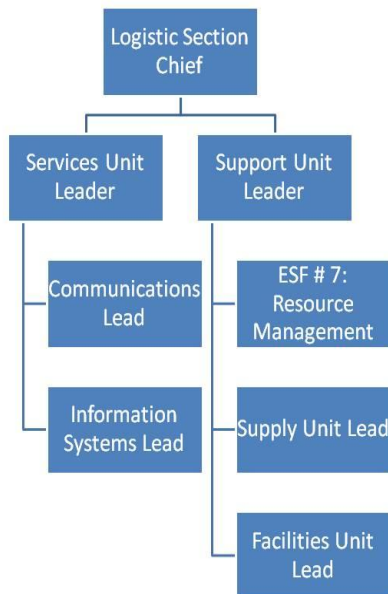 Logistic Section
Chief
Services Unit
Leader
Support Unit
Leader
Communications
Lead
ESF # 7:
Resource
Management
Information
Systems Lead
Supply Unit Lead
Facilities Unit
Lead